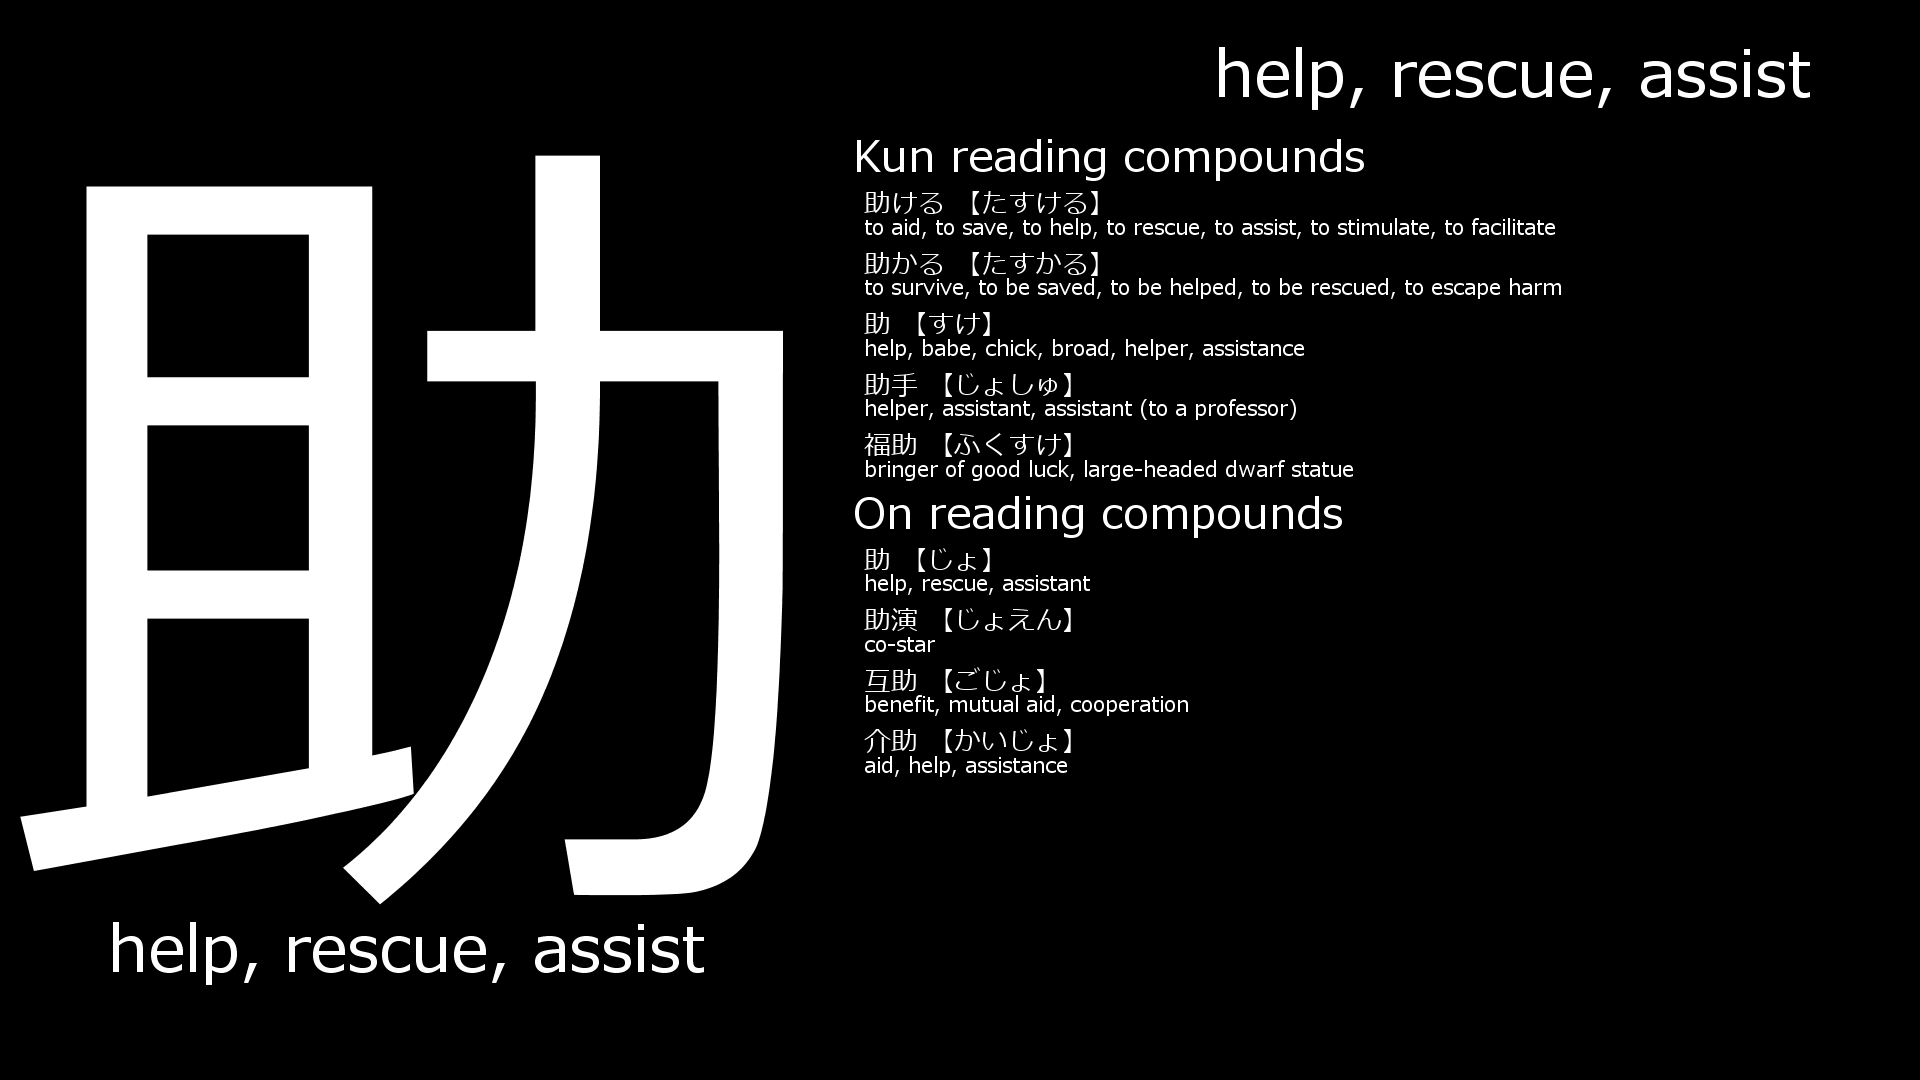 助
help, rescue, assist
help, rescue, assist
Kun reading compounds
助ける 【たすける】
to aid, to save, to help, to rescue, to assist, to stimulate, to facilitate
助かる 【たすかる】
to survive, to be saved, to be helped, to be rescued, to escape harm
助 【すけ】
help, babe, chick, broad, helper, assistance
助手 【じょしゅ】
helper, assistant, assistant (to a professor)
福助 【ふくすけ】
bringer of good luck, large-headed dwarf statue
On reading compounds
助 【じょ】
help, rescue, assistant
助演 【じょえん】
co-star
互助 【ごじょ】
benefit, mutual aid, cooperation
介助 【かいじょ】
aid, help, assistance